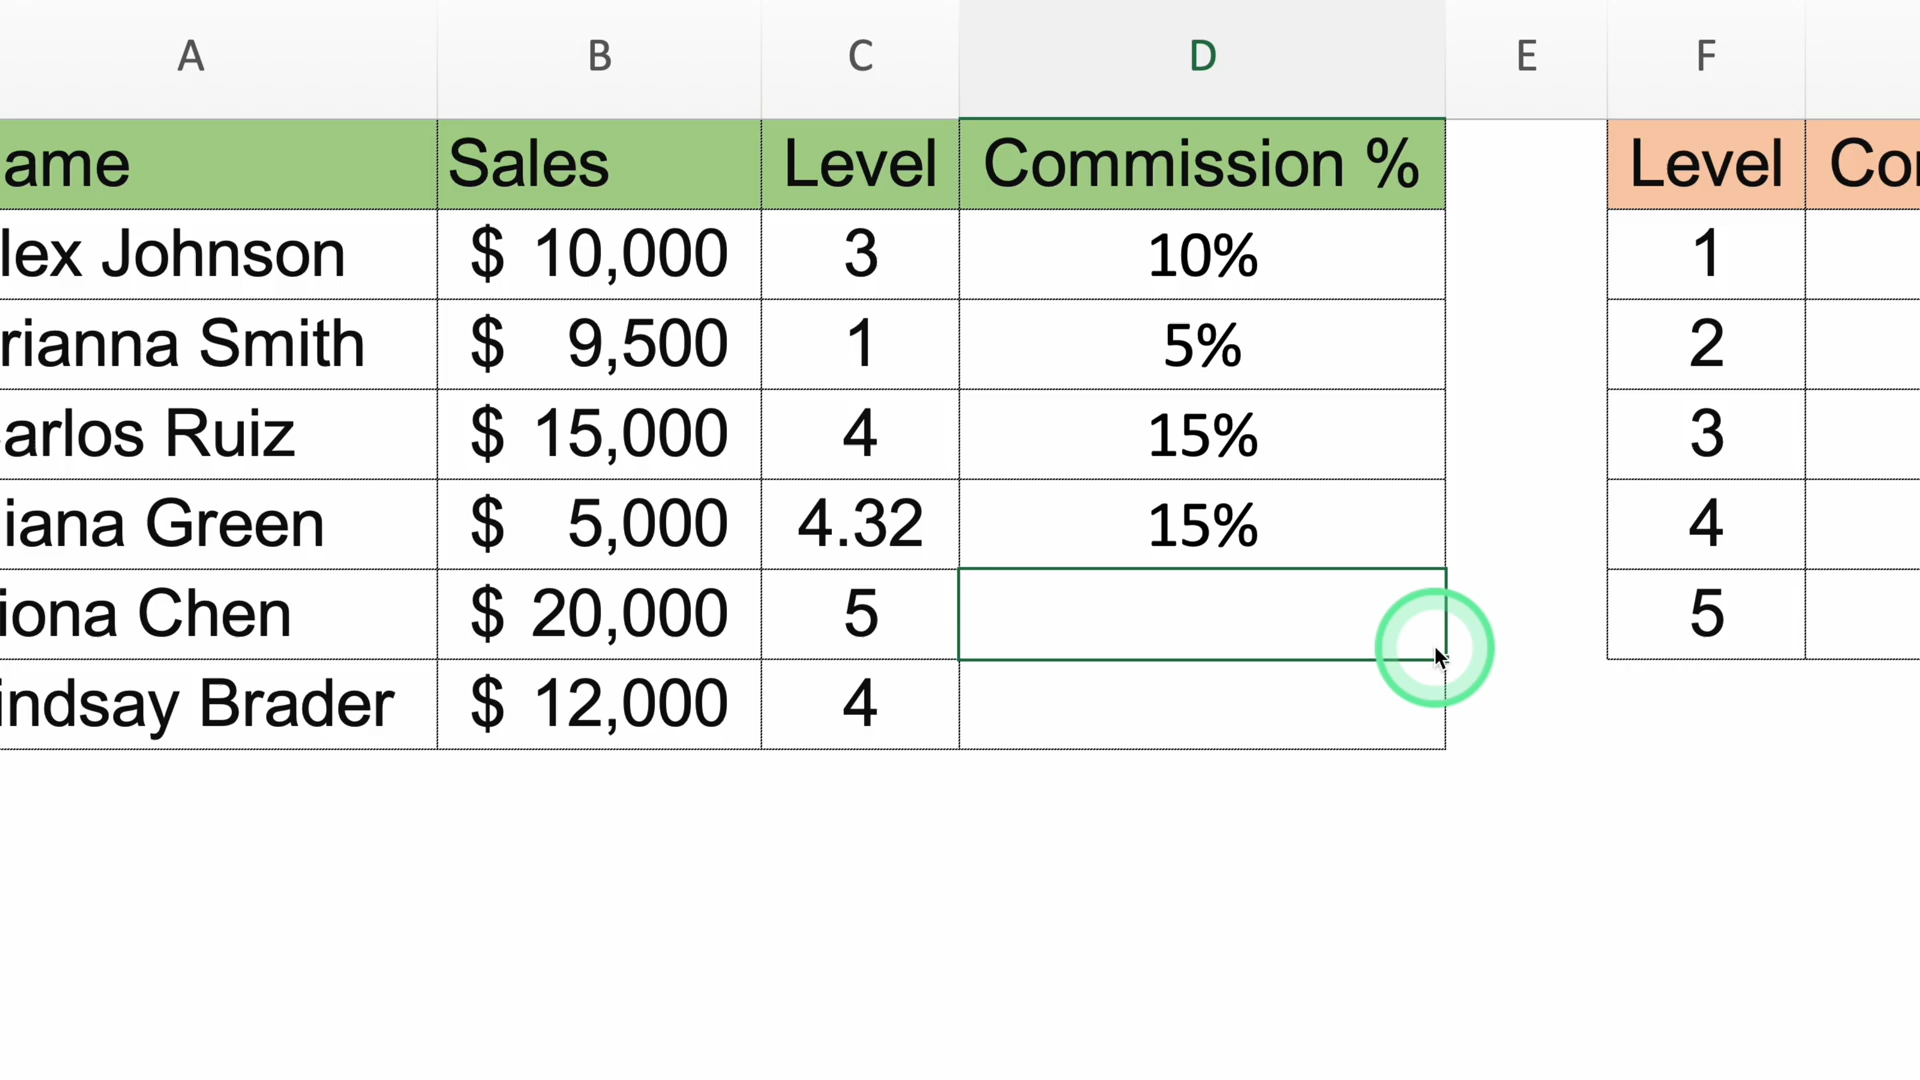 A B C D E F
ame Sales Level Commission % Level Co
lex Johnson $ 10,000 3 10% 1
rianna Smith $ 9,500 1 5% 2
arlos Ruiz $ 15,000 4 15% 3
iana Green $ 5,000 4.32 15% 4
iona Chen $ 20,000 5 5
indsay Brader $ 12,000 4